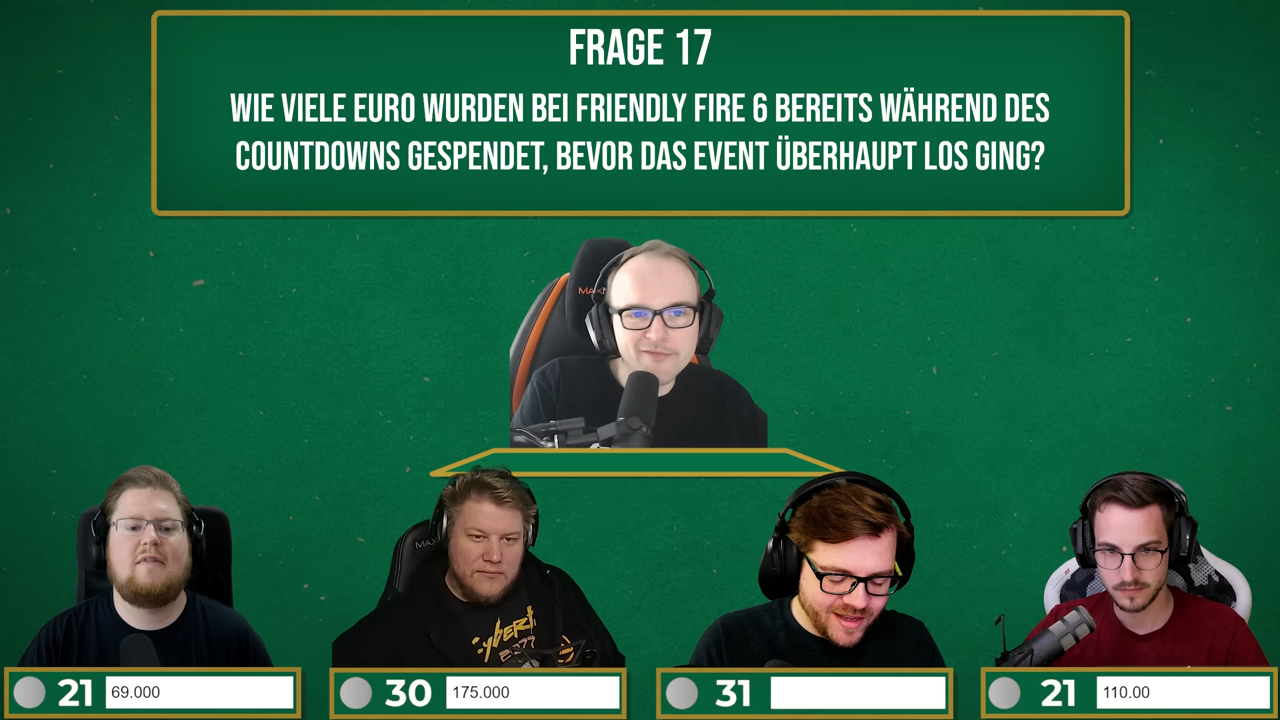 FRAGE 17
WIE VIELE EURO WURDEN BEI FRIENDLY FIRE 6 BEREITS WÄHREND DES
COUNTDOWNS GESPENDET, BEVOR DAS EVENT ÜBERHAUPT LOS GING?
21 69.000
30 175.000
31
21 110.00